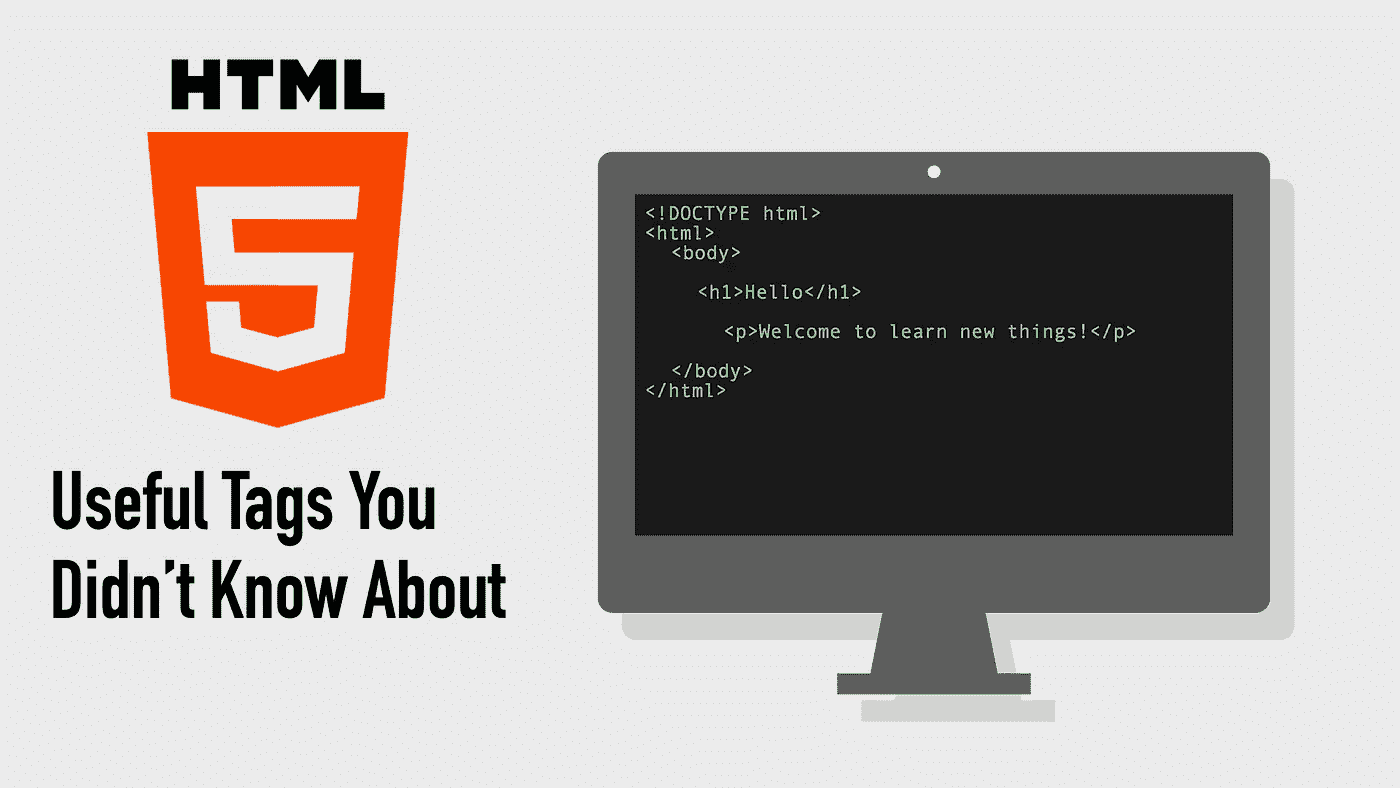 HTML
5
Useful Tags You
Didn’t Know About
<!DOCTYPE html>
<html>
<body>
<h1>Hello</h1>
<p>Welcome to learn new things!</p>
</body>
</html>